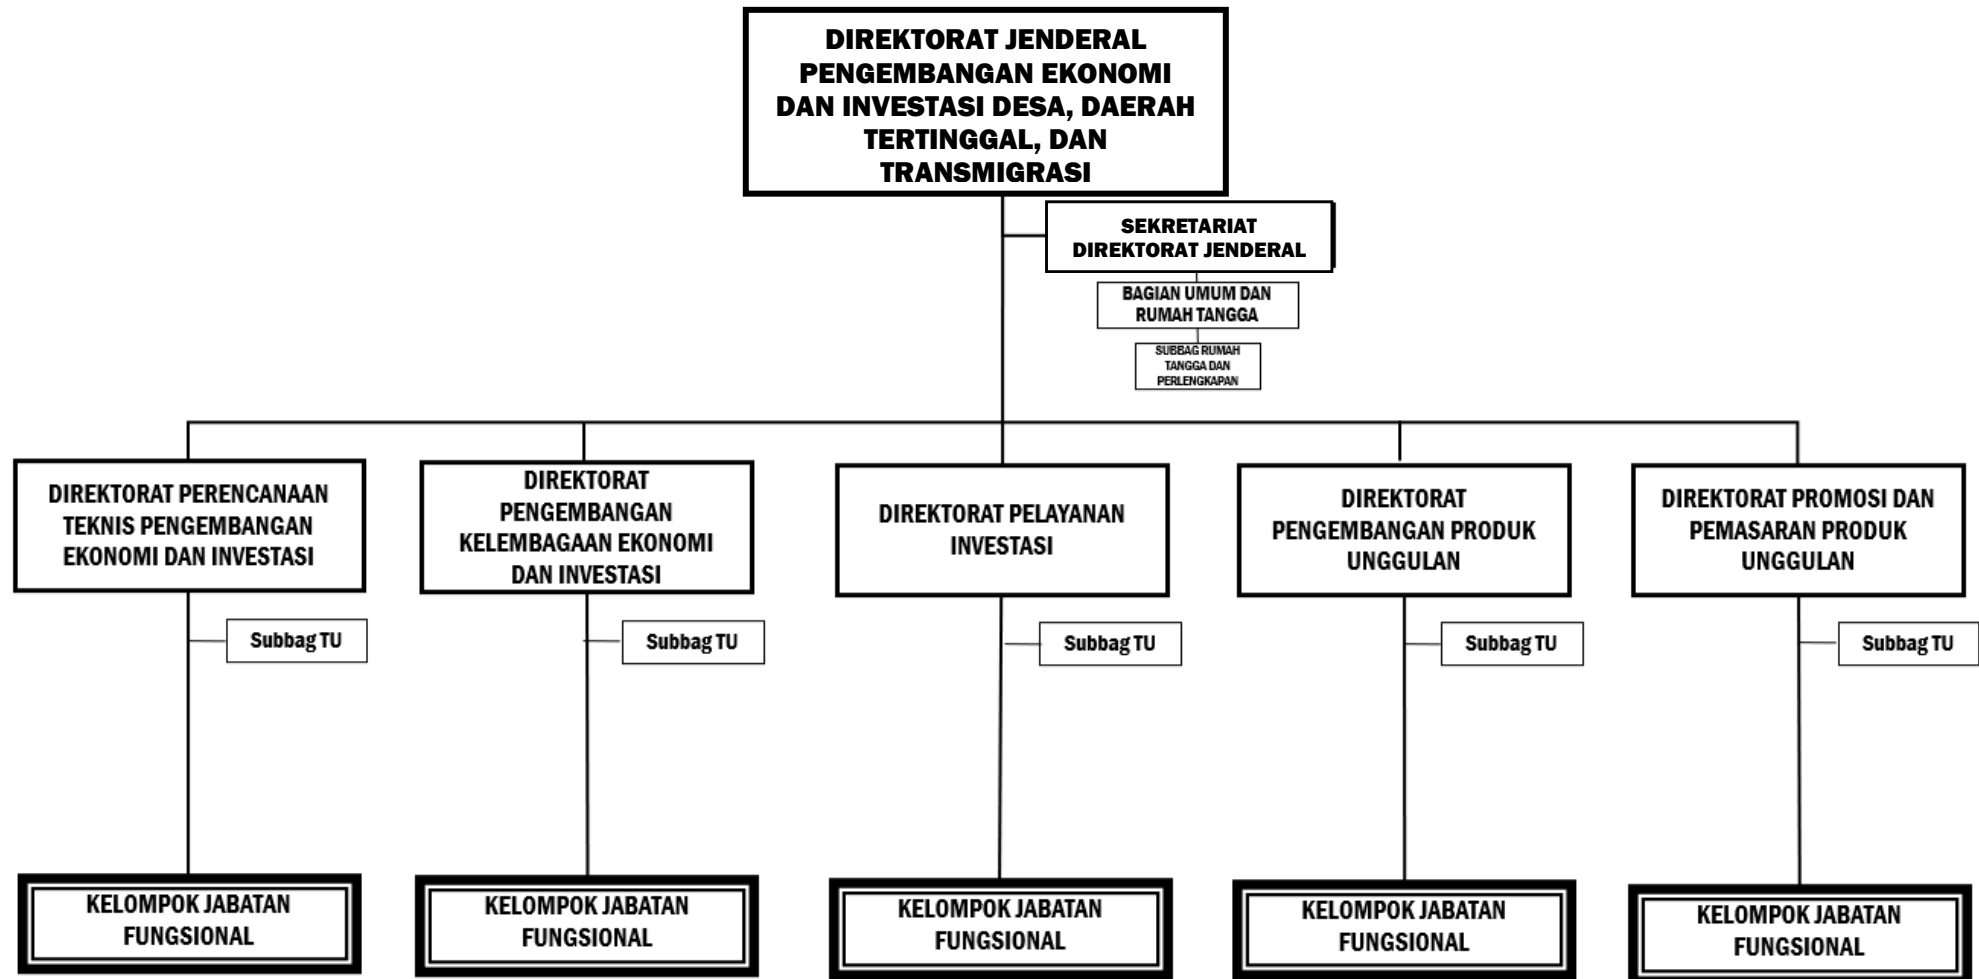 DIREKTORAT JENDERAL
PENGEMBANGAN EKONOMI
DAN INVESTASI DESA, DAERAH
TERTINGGAL, DAN
TRANSMIGRASI
SEKRETARIAT
DIREKTORAT JENDERAL
BAGIAN UMUM DAN
RUMAH TANGGA
SUBBAG RUMAH
TANGGA DAN
PERLENGKAPAN
DIREKTORAT PERENCANAAN
TEKNIS PENGEMBANGAN
EKONOMI DAN INVESTASI
DIREKTORAT
PENGEMBANGAN
KELEMBAGAAN EKONOMI
DAN INVESTASI
DIREKTORAT PELAYANAN
INVESTASI
DIREKTORAT
PENGEMBANGAN PRODUK
UNGGULAN
DIREKTORAT PROMOSI DAN
PEMASARAN PRODUK
UNGGULAN
Subbag TU
Subbag TU
Subbag TU
Subbag TU
Subbag TU
KELOMPOK JABATAN
FUNGSIONAL
KELOMPOK JABATAN
FUNGSIONAL
KELOMPOK JABATAN
FUNGSIONAL
KELOMPOK JABATAN
FUNGSIONAL
KELOMPOK JABATAN
FUNGSIONAL